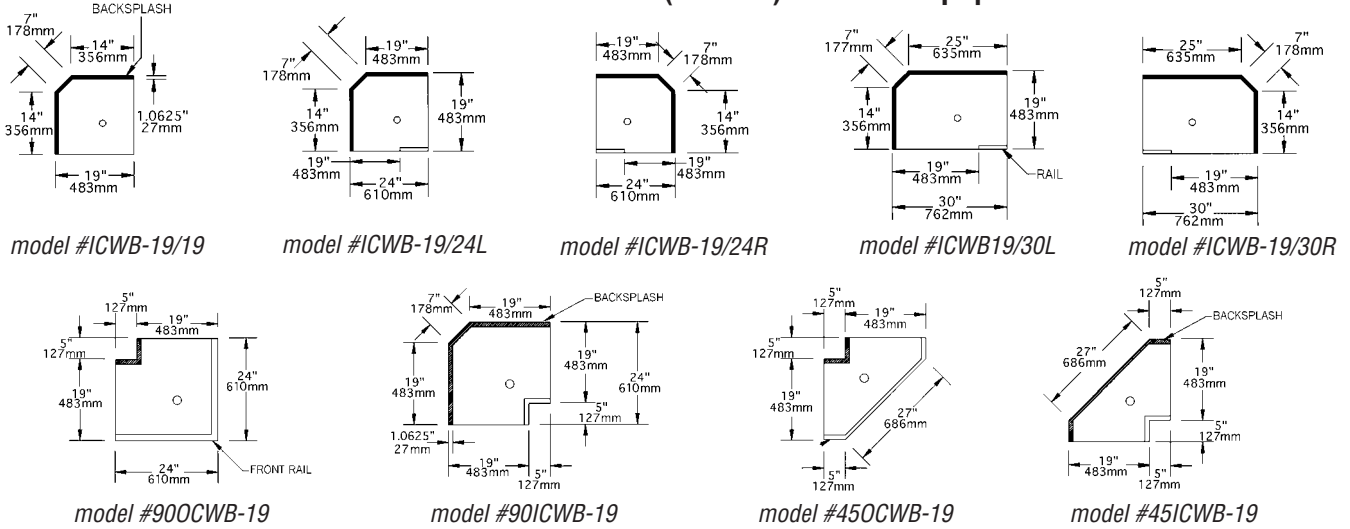 BACKSPLASH
7"
178mm
14"
356mm
14"
356mm
1.0625"
27mm
19"
483mm
model #ICWB-19/19
7"
178mm
19"
483mm
14"
356mm
19"
483mm
19"
483mm
24"
610mm
model #ICWB-19/24L
19"
483mm
7"
178mm
14"
356mm
19"
483mm
24"
610mm
model #ICWB-19/24R
7"
177mm
25"
635mm
14"
356mm
19"
483mm
19"
483mm
RAIL
30"
762mm
model #ICWB19/30L
25"
635mm
7"
178mm
14"
356mm
19"
483mm
30"
762mm
model #ICWB-19/30R
5"
127mm
19"
483mm
5"
127mm
19"
483mm
24"
610mm
24"
610mm
FRONT RAIL
model #90OCWB-19
7"
178mm
19"
483mm
BACKSPLASH
19"
483mm
19"
483mm
24"
610mm
5"
127mm
1.0625"
27mm
19"
483mm
5"
127mm
model #90ICWB-19
5"
127mm
19"
483mm
5"
127mm
19"
483mm
27"
686mm
5"
127mm
model #45OCWB-19
5"
127mm
BACKSPLASH
27"
686mm
19"
483mm
5"
127mm
19"
483mm
5"
127mm
model #45ICWB-19